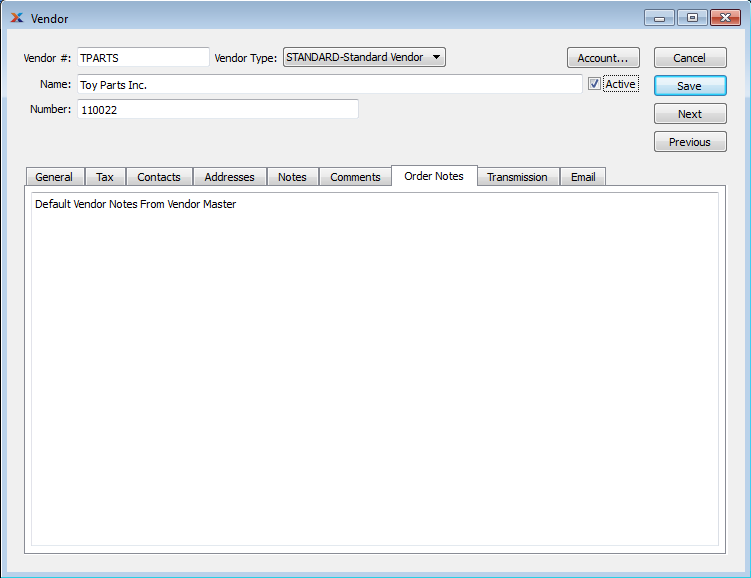 Vendor
Vendor #: TPARTS Vendor Type: STANDARD-Standard Vendor Account... Cancel
Name: Toy Parts Inc. Active Save
Number: 110022 Next
Previous
General Tax Contacts Addresses Notes Comments Order Notes Transmission Email
Default Vendor Notes From Vendor Master